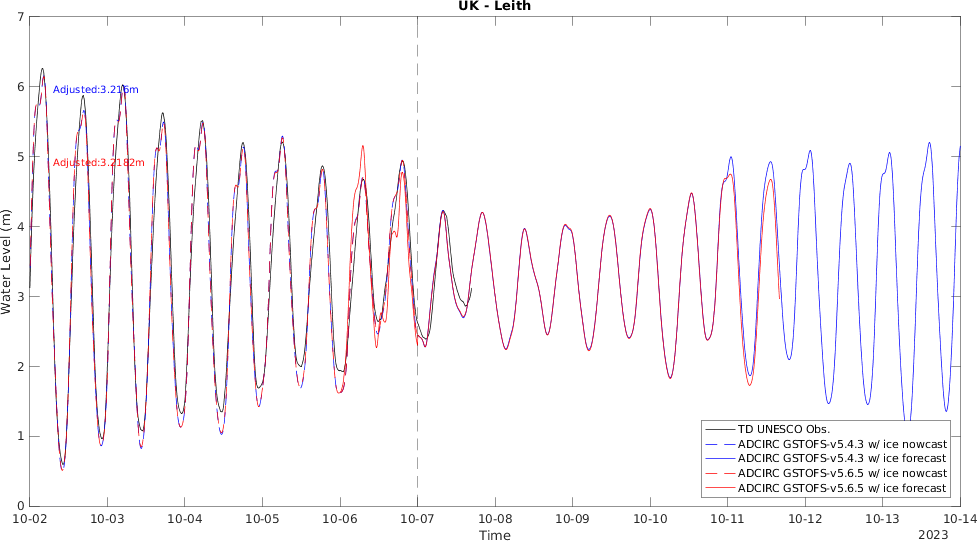 UK - Leith
7
6
5
4
3
2
1
0
Water Level (m)
Adjusted:3.216m
Adjusted:3.2182m
TD UNESCO Obs.
ADCIRC GSTOFS-v5.4.3 w/ ice nowcast
ADCIRC GSTOFS-v5.4.3 w/ ice forecast
ADCIRC GSTOFS-v5.6.5 w/ ice nowcast
ADCIRC GSTOFS-v5.6.5 w/ ice forecast
10-02 10-03 10-04 10-05 10-06 10-07 10-08 10-09 10-10 10-11 10-12 10-13 10-14
Time
2023